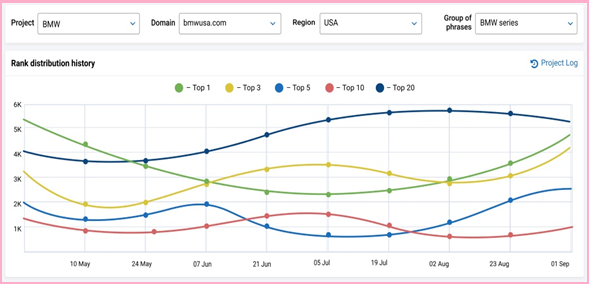 Project BMW Domain bmwusa.com Region USA Group of phrases BMW series
Rank distribution history Project Log
– Top 1 – Top 3 – Top 5 – Top 10 – Top 20
6K
5K
4K
3K
2K
1K
10 May 24 May 07 Jun 21 Jun 05 Jul 19 Jul 02 Aug 23 Aug 01 Sep